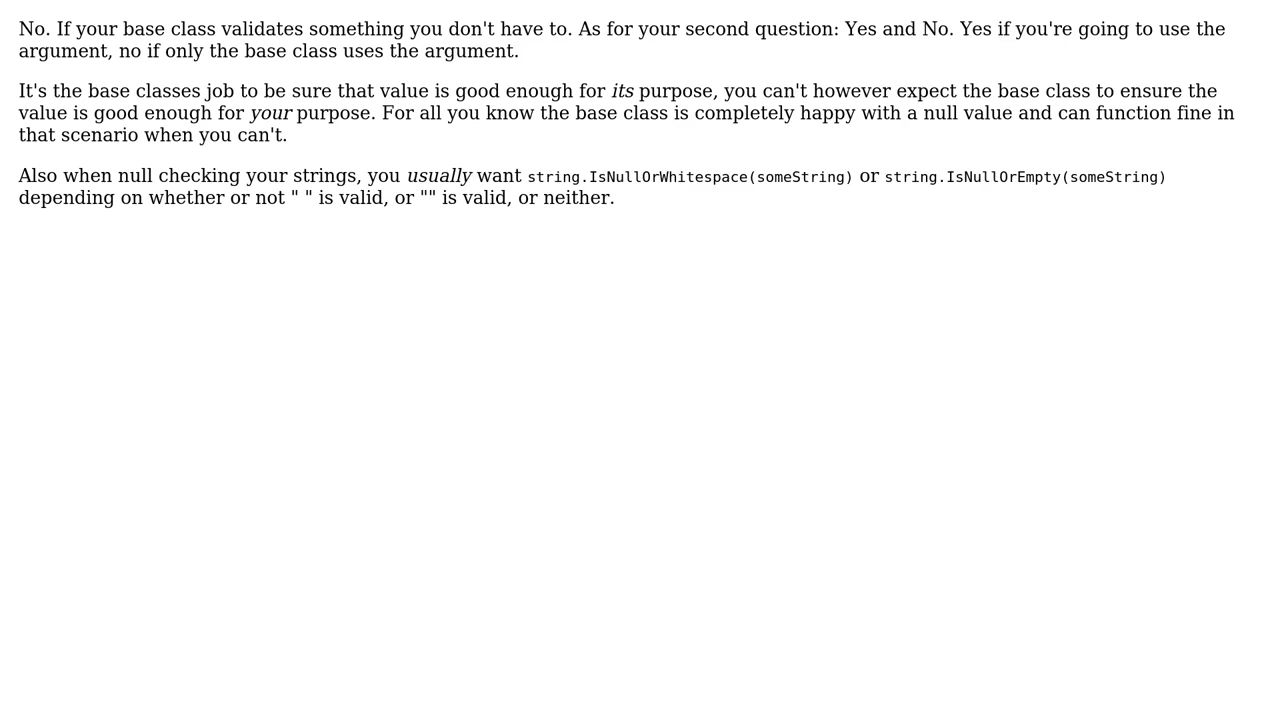 No. If your base class validates something you don't have to. As for your second question: Yes and No. Yes if you're going to use the
argument, no if only the base class uses the argument.
It's the base classes job to be sure that value is good enough for its purpose, you can't however expect the base class to ensure the
value is good enough for your purpose. For all you know the base class is completely happy with a null value and can function fine in
that scenario when you can't.
Also when null checking your strings, you usually want string.IsNullOrWhitespace(someString) or string.IsNullOrEmpty(someString)
depending on whether or not " " is valid, or "" is valid, or neither.